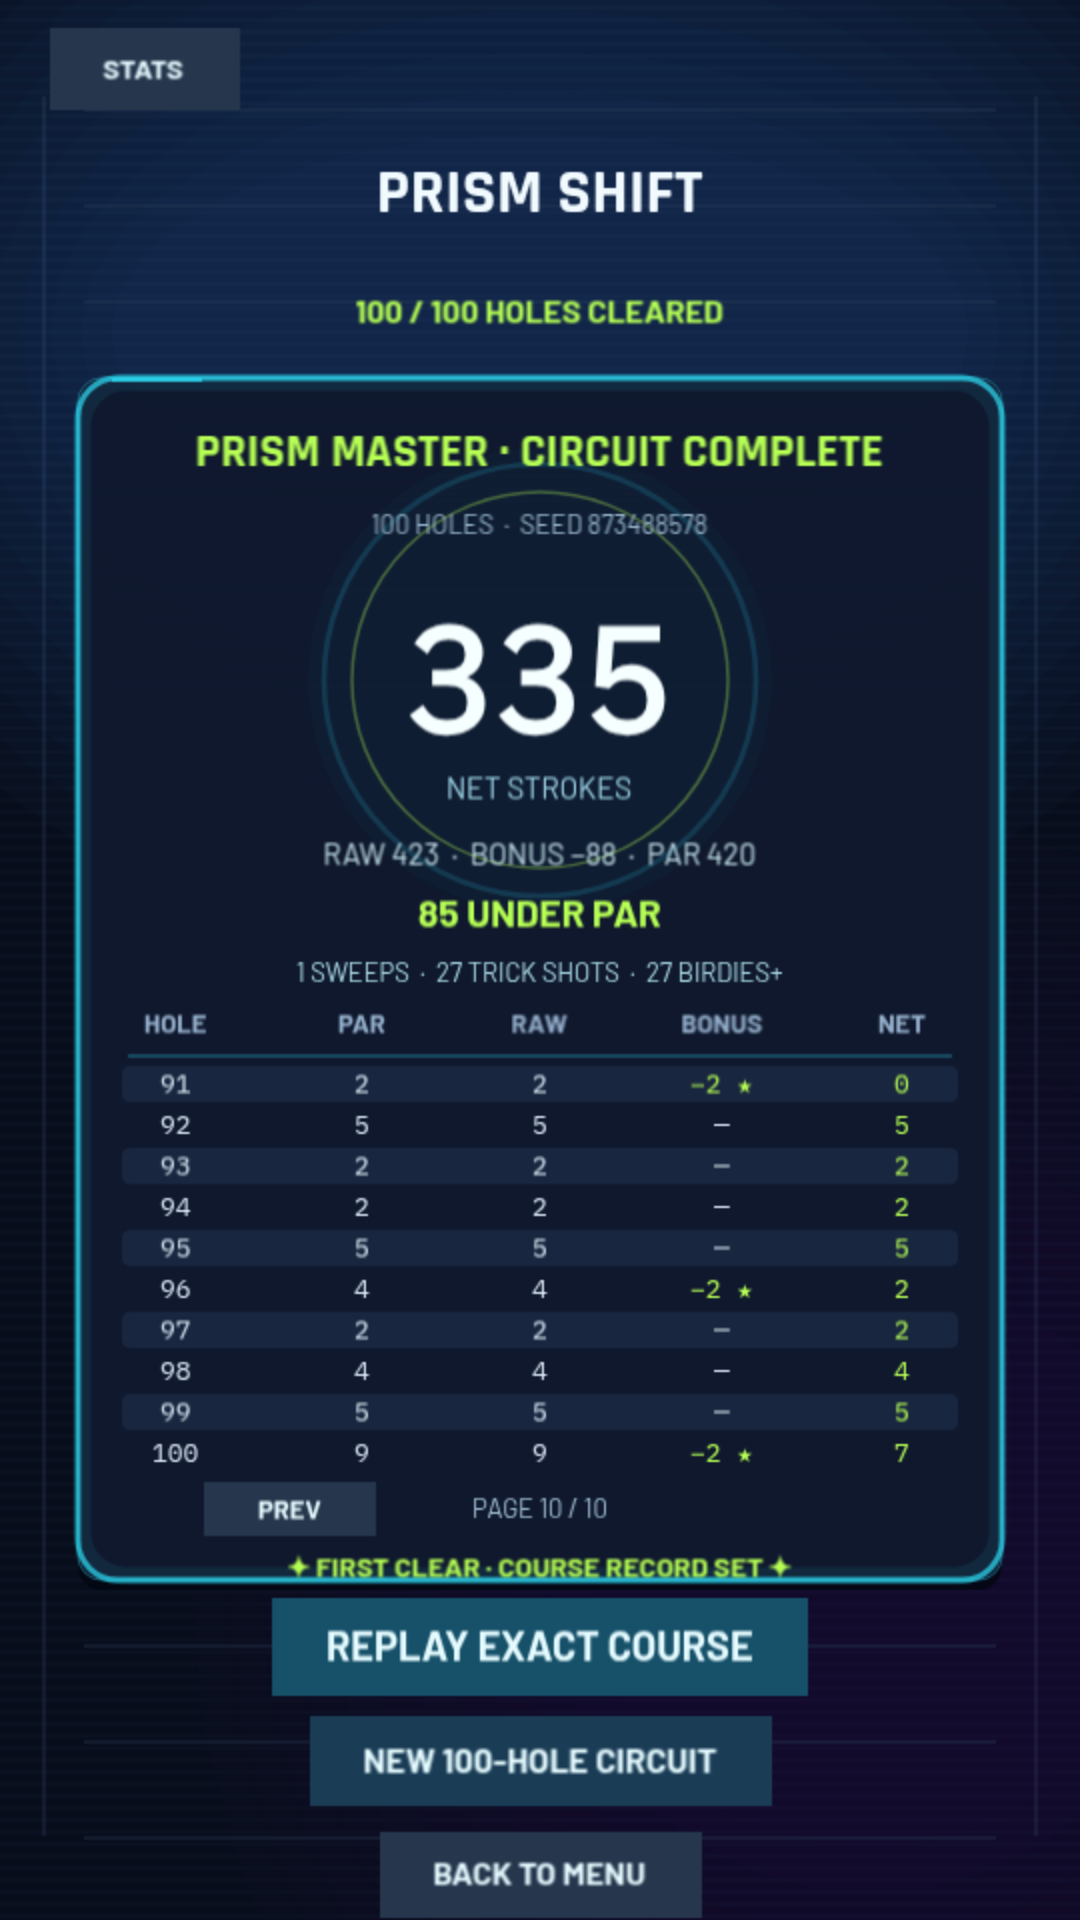 STATS
PRISM SHIFT
100 / 100 HOLES CLEARED
PRISM MASTER · CIRCUIT COMPLETE
100 HOLES · SEED 873488578
335
NET STROKES
RAW 423 · BONUS –88 · PAR 420
85 UNDER PAR
1 SWEEPS · 27 TRICK SHOTS · 27 BIRDIES+
HOLE PAR RAW BONUS NET
91 2 2 –2 ★ 0
92 5 5 — 5
93 2 2 — 2
94 2 2 — 2
95 5 5 — 5
96 4 4 –2 ★ 2
97 2 2 — 2
98 4 4 — 4
99 5 5 — 5
100 9 9 –2 ★ 7
PREV PAGE 10 / 10
✦ FIRST CLEAR · COURSE RECORD SET ✦
REPLAY EXACT COURSE
NEW 100-HOLE CIRCUIT
BACK TO MENU